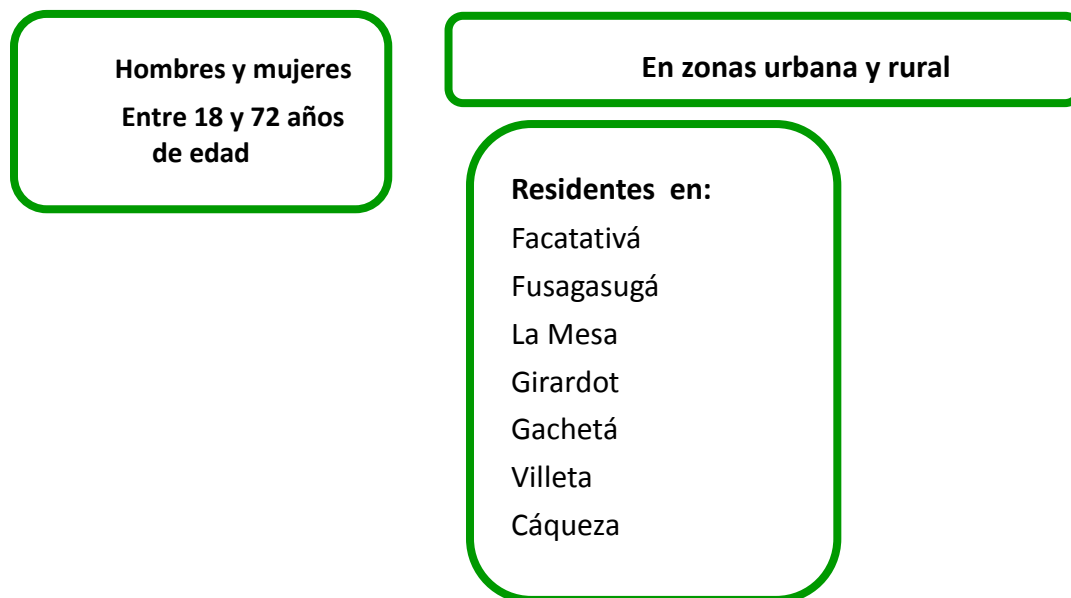 Hombres y mujeres
Entre 18 y 72 años
de edad
En zonas urbana y rural
Residentes en:
Facatativá
Fusagasugá
La Mesa
Girardot
Gachetá
Villeta
Cáqueza